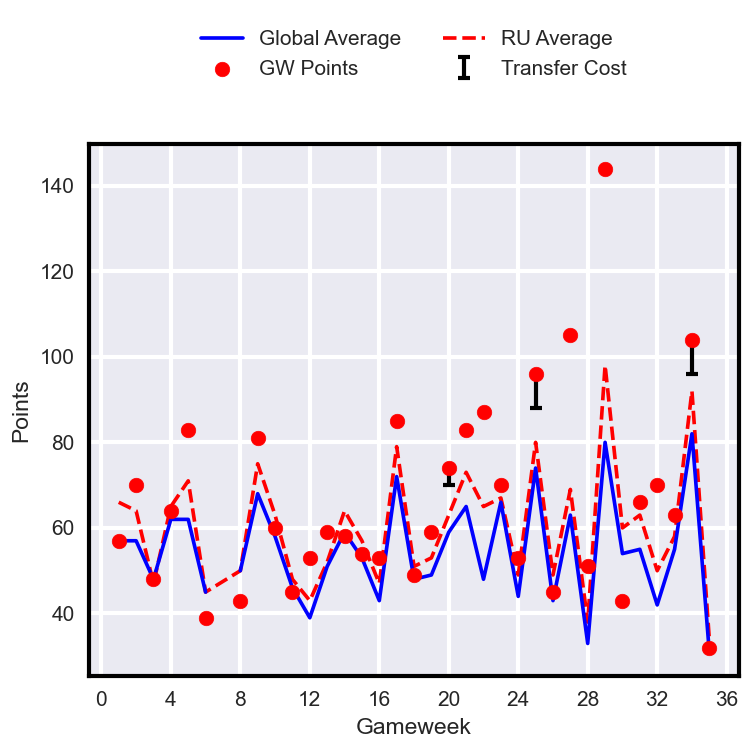 Global Average
RU Average
GW Points
Transfer Cost
140
120
100
80
60
40
Points
0 4 8 12 16 20 24 28 32 36
Gameweek